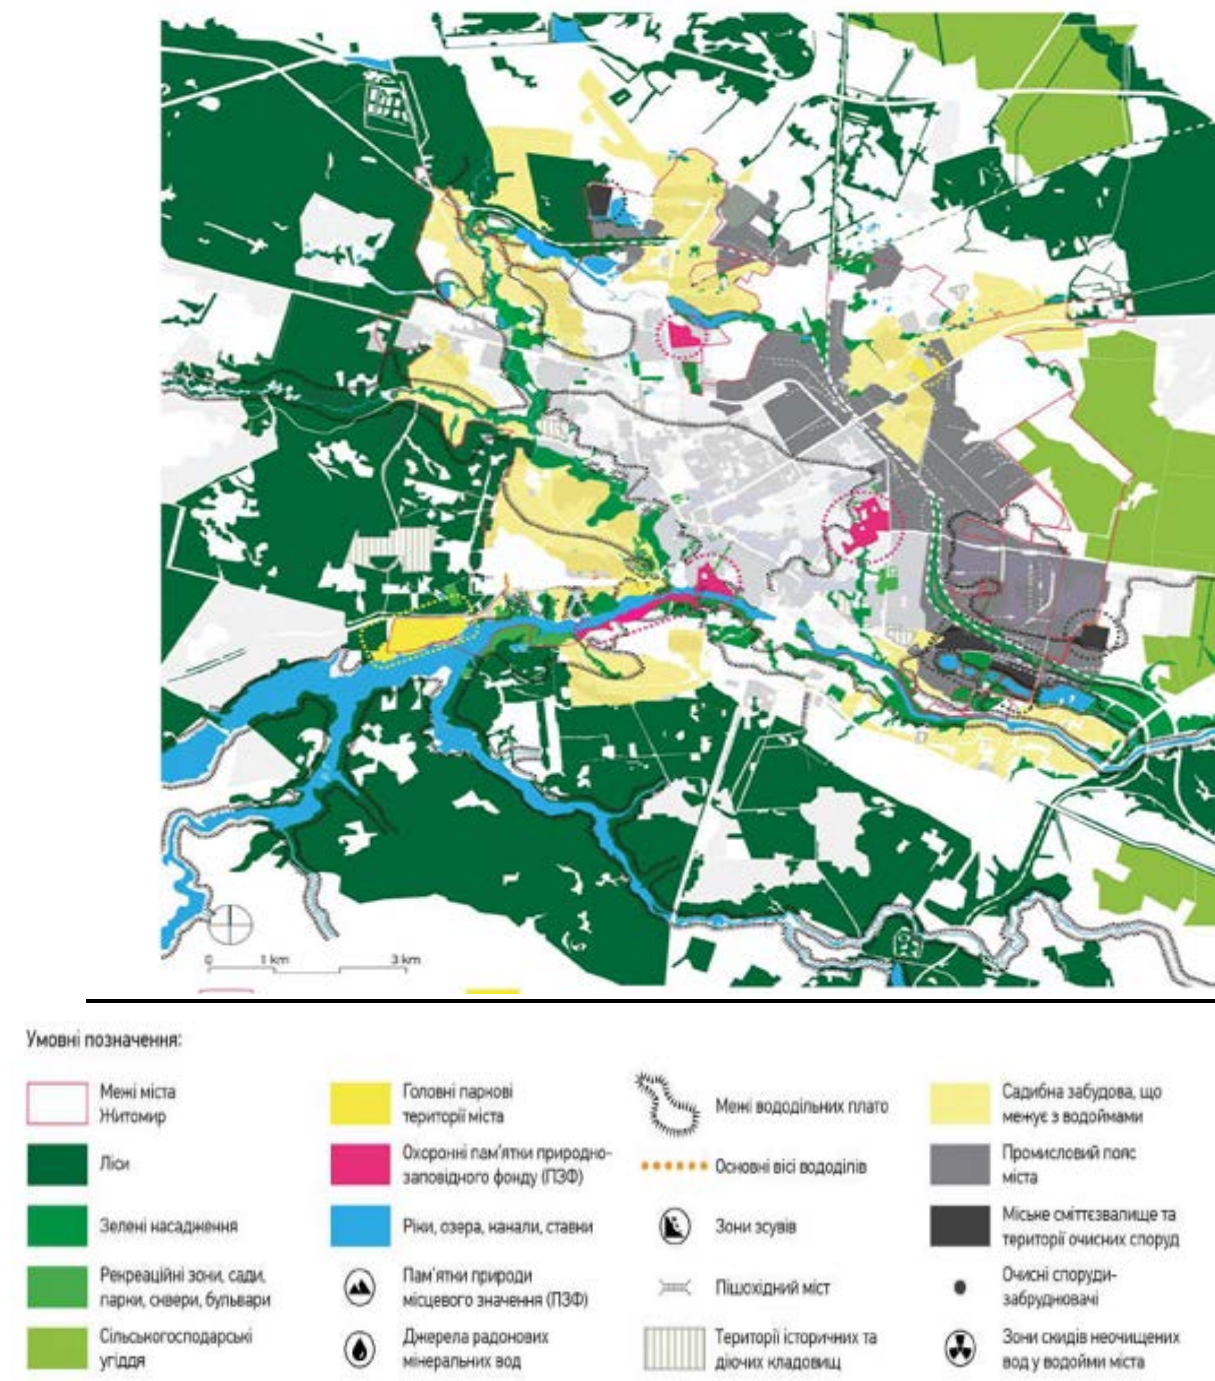 0 1 km 3 km
Умовні позначення:
Межі міста
Житомир
Ліси
Зелені насадження
Рекреаційні зони, сади,
парки, сквери, бульвари
Сільськогосподарські
угіддя
Головні паркові
території міста
Охоронні пам'ятки природно-
заповідного фонду (ПЗФ)
Ріки, озера, канали, ставки
Пам'ятки природи
місцевого значення (ПЗФ)
Джерела радонових
мінеральних вод
Межі вододільних плато
Основні вісі вододілів
Зони зсувів
Пішохідний міст
Території історичних та
діючих кладовищ
Садибна забудова, що
межує з водоймами
Промисловий пояс
міста
Міське сміттєзвалище та
території очисних споруд
Очисні споруди-
забруднювачі
Зони скидів неочищених
вод у водойми міста